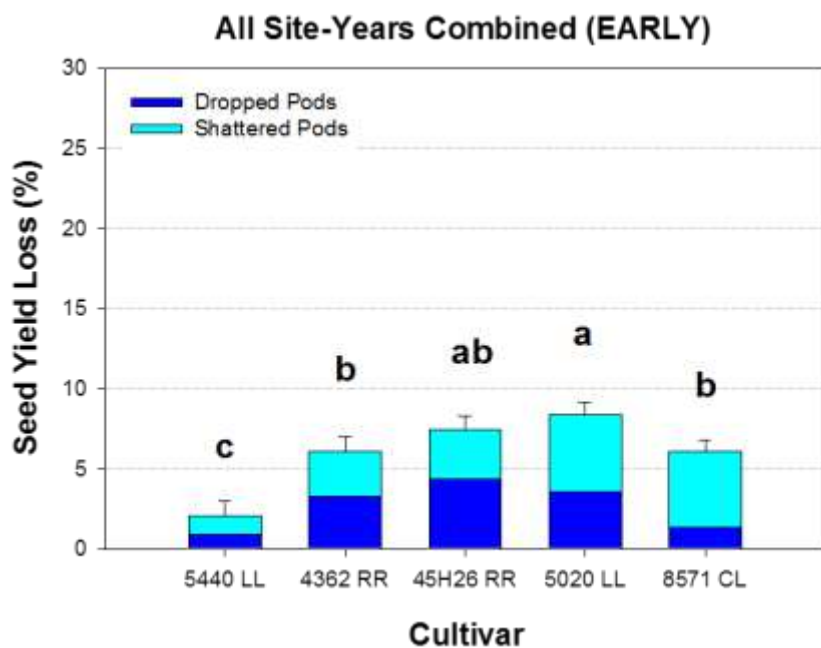 All Site-Years Combined (EARLY)
30
Dropped Pods
Shattered Pods
25
20
15
10
5
0
Seed Yield Loss (%)
c
b
ab
a
b
5440 LL 4362 RR 45H26 RR 5020 LL 8571 CL
Cultivar